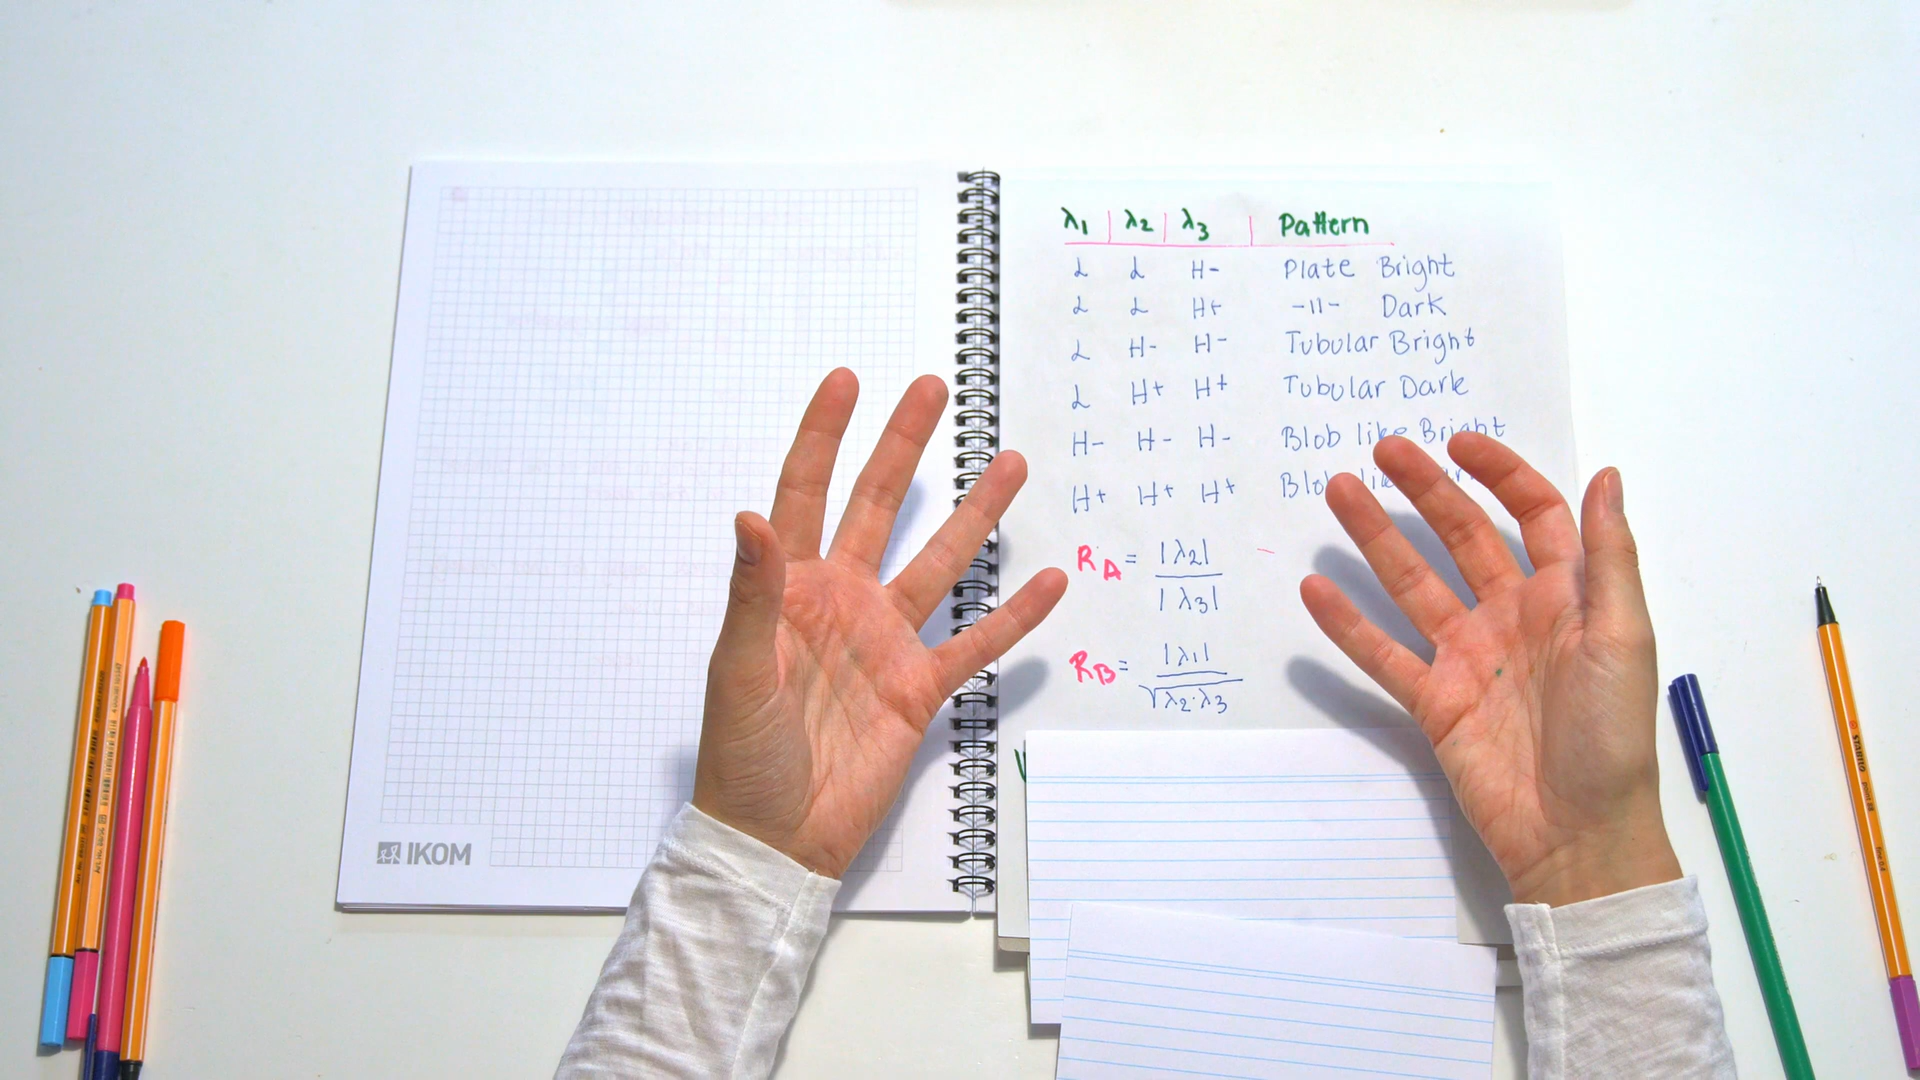 λ1 | λ2 | λ3 | Pattern
L L H- Plate Bright
L L H+ -11- Dark
L H- H- Tubular Bright
L H+ H+ Tubular Dark
H- H- H- Blob like Bright
H+ H+ H+
RA = |λ2| / |λ3|
RB = |λ1| / √λ2·λ3
IKOM
STABILO